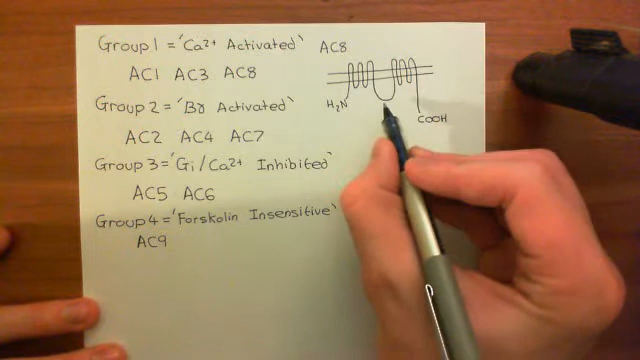 Group 1 = 'Ca2+ Activated'
AC1 AC3 AC8
Group 2 = 'βγ Activated'
AC2 AC4 AC7
Group 3 = 'Gi/Ca2+ Inhibited'
AC5 AC6
Group 4 = 'Forskolin Insensitive'
AC9
AC8
H2N
COOH